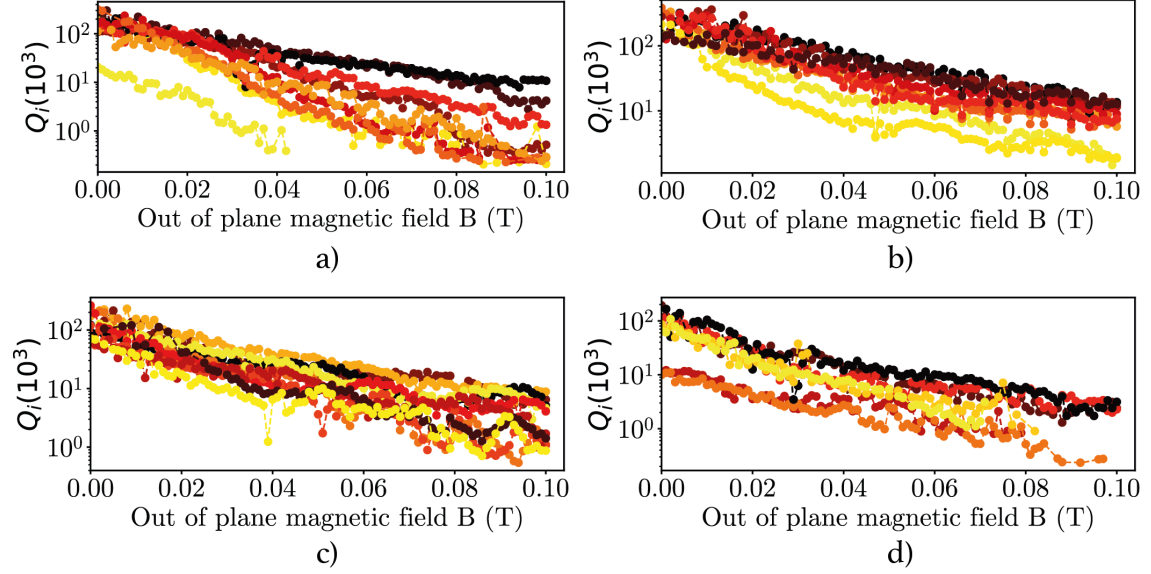 Q_i(10^3)
10^2
10^1
10^0
0.00 0.02 0.04 0.06 0.08 0.10
Out of plane magnetic field B (T)
a)
Q_i(10^3)
10^2
10^1
0.00 0.02 0.04 0.06 0.08 0.10
Out of plane magnetic field B (T)
b)
Q_i(10^3)
10^2
10^1
10^0
0.00 0.02 0.04 0.06 0.08 0.10
Out of plane magnetic field B (T)
c)
Q_i(10^3)
10^2
10^1
10^0
0.00 0.02 0.04 0.06 0.08 0.10
Out of plane magnetic field B (T)
d)